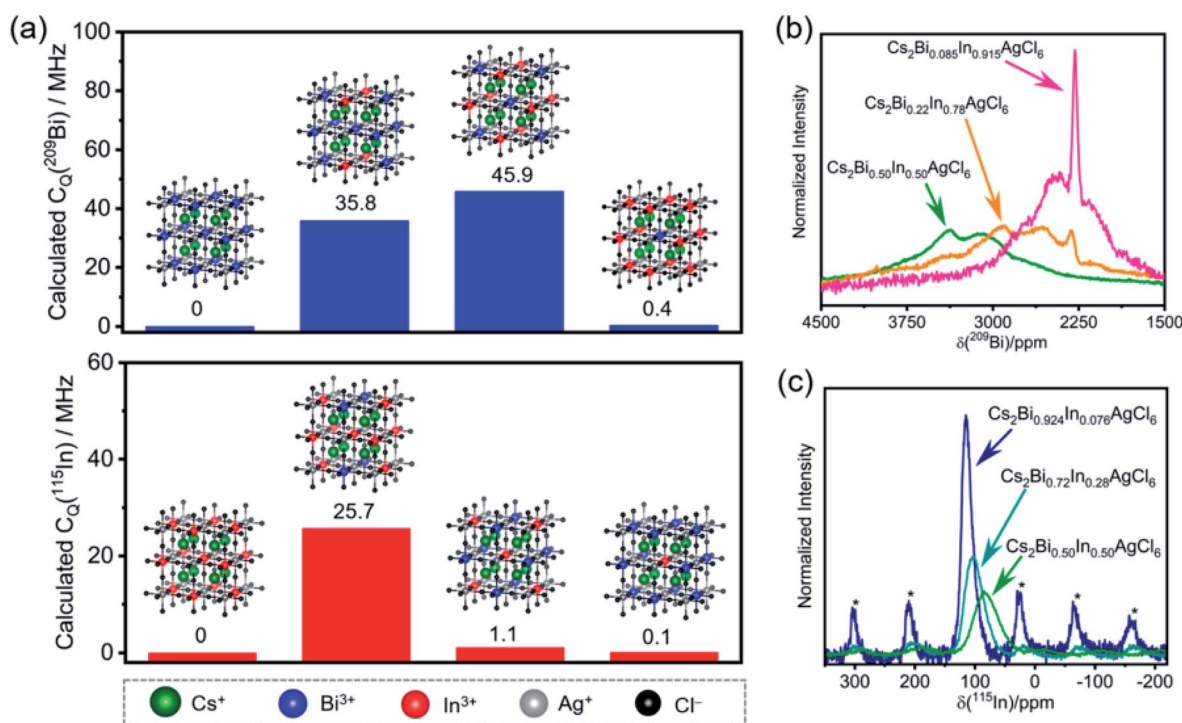 (a)
Calculated C_Q(²⁰⁹Bi) / MHz
100
80
60
40
20
0
0
35.8
45.9
0.4
Calculated C_Q(¹¹⁵In) / MHz
60
40
20
0
0
25.7
1.1
0.1
Cs⁺ Bi³⁺ In³⁺ Ag⁺ Cl⁻
(b)
Normalized Intensity
Cs₂Bi₀.₀₈₅In₀.₉₁₅AgCl₆
Cs₂Bi₀.₂₂In₀.₇₈AgCl₆
Cs₂Bi₀.₅₀In₀.₅₀AgCl₆
4500 3750 3000 2250 1500
δ(²⁰⁹Bi)/ppm
(c)
Normalized Intensity
Cs₂Bi₀.₉₂₄In₀.₀₇₆AgCl₆
Cs₂Bi₀.₇₂In₀.₂₈AgCl₆
Cs₂Bi₀.₅₀In₀.₅₀AgCl₆
* * * * *
300 200 100 0 -100 -200
δ(¹¹⁵In)/ppm